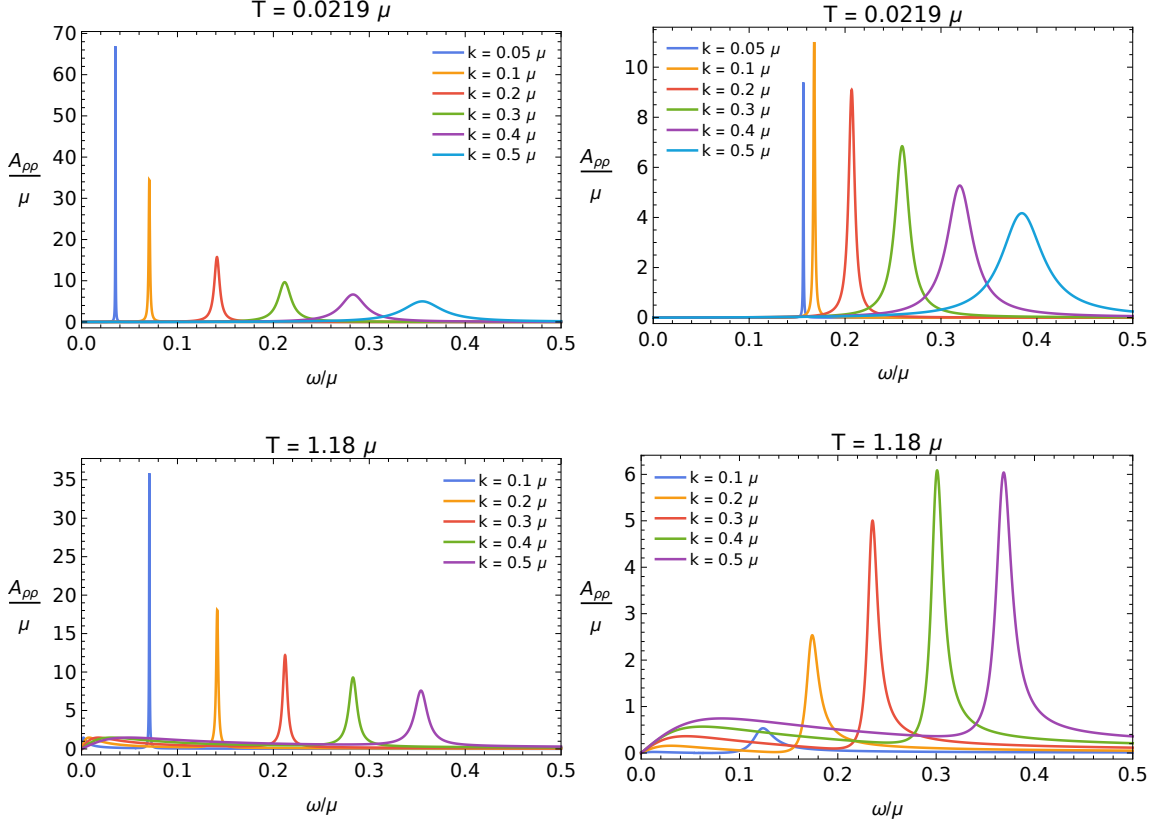 T = 0.0219 μ
70
60
50
40
30
20
10
0
A_ρρ
μ
k = 0.05 μ
k = 0.1 μ
k = 0.2 μ
k = 0.3 μ
k = 0.4 μ
k = 0.5 μ
0.0 0.1 0.2 0.3 0.4 0.5
ω/μ
T = 0.0219 μ
10
8
6
4
2
0
A_ρρ
μ
k = 0.05 μ
k = 0.1 μ
k = 0.2 μ
k = 0.3 μ
k = 0.4 μ
k = 0.5 μ
0.0 0.1 0.2 0.3 0.4 0.5
ω/μ
T = 1.18 μ
35
30
25
20
15
10
5
0
A_ρρ
μ
k = 0.1 μ
k = 0.2 μ
k = 0.3 μ
k = 0.4 μ
k = 0.5 μ
0.0 0.1 0.2 0.3 0.4 0.5
ω/μ
T = 1.18 μ
6
5
4
3
2
1
0
A_ρρ
μ
k = 0.1 μ
k = 0.2 μ
k = 0.3 μ
k = 0.4 μ
k = 0.5 μ
0.0 0.1 0.2 0.3 0.4 0.5
ω/μ